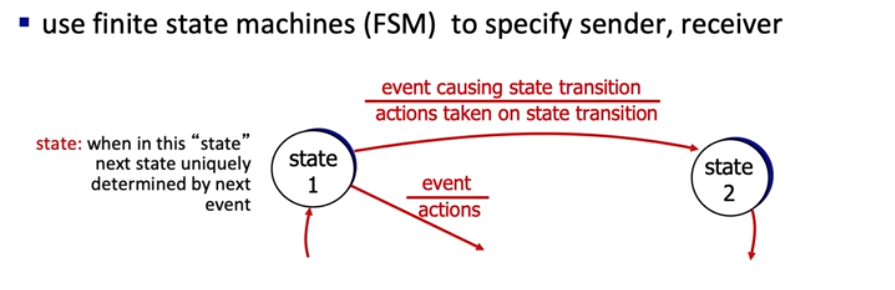 ▪ use finite state machines (FSM) to specify sender, receiver
event causing state transition
actions taken on state transition
state: when in this “state”
next state uniquely
determined by next
event
state
1
event
actions
state
2